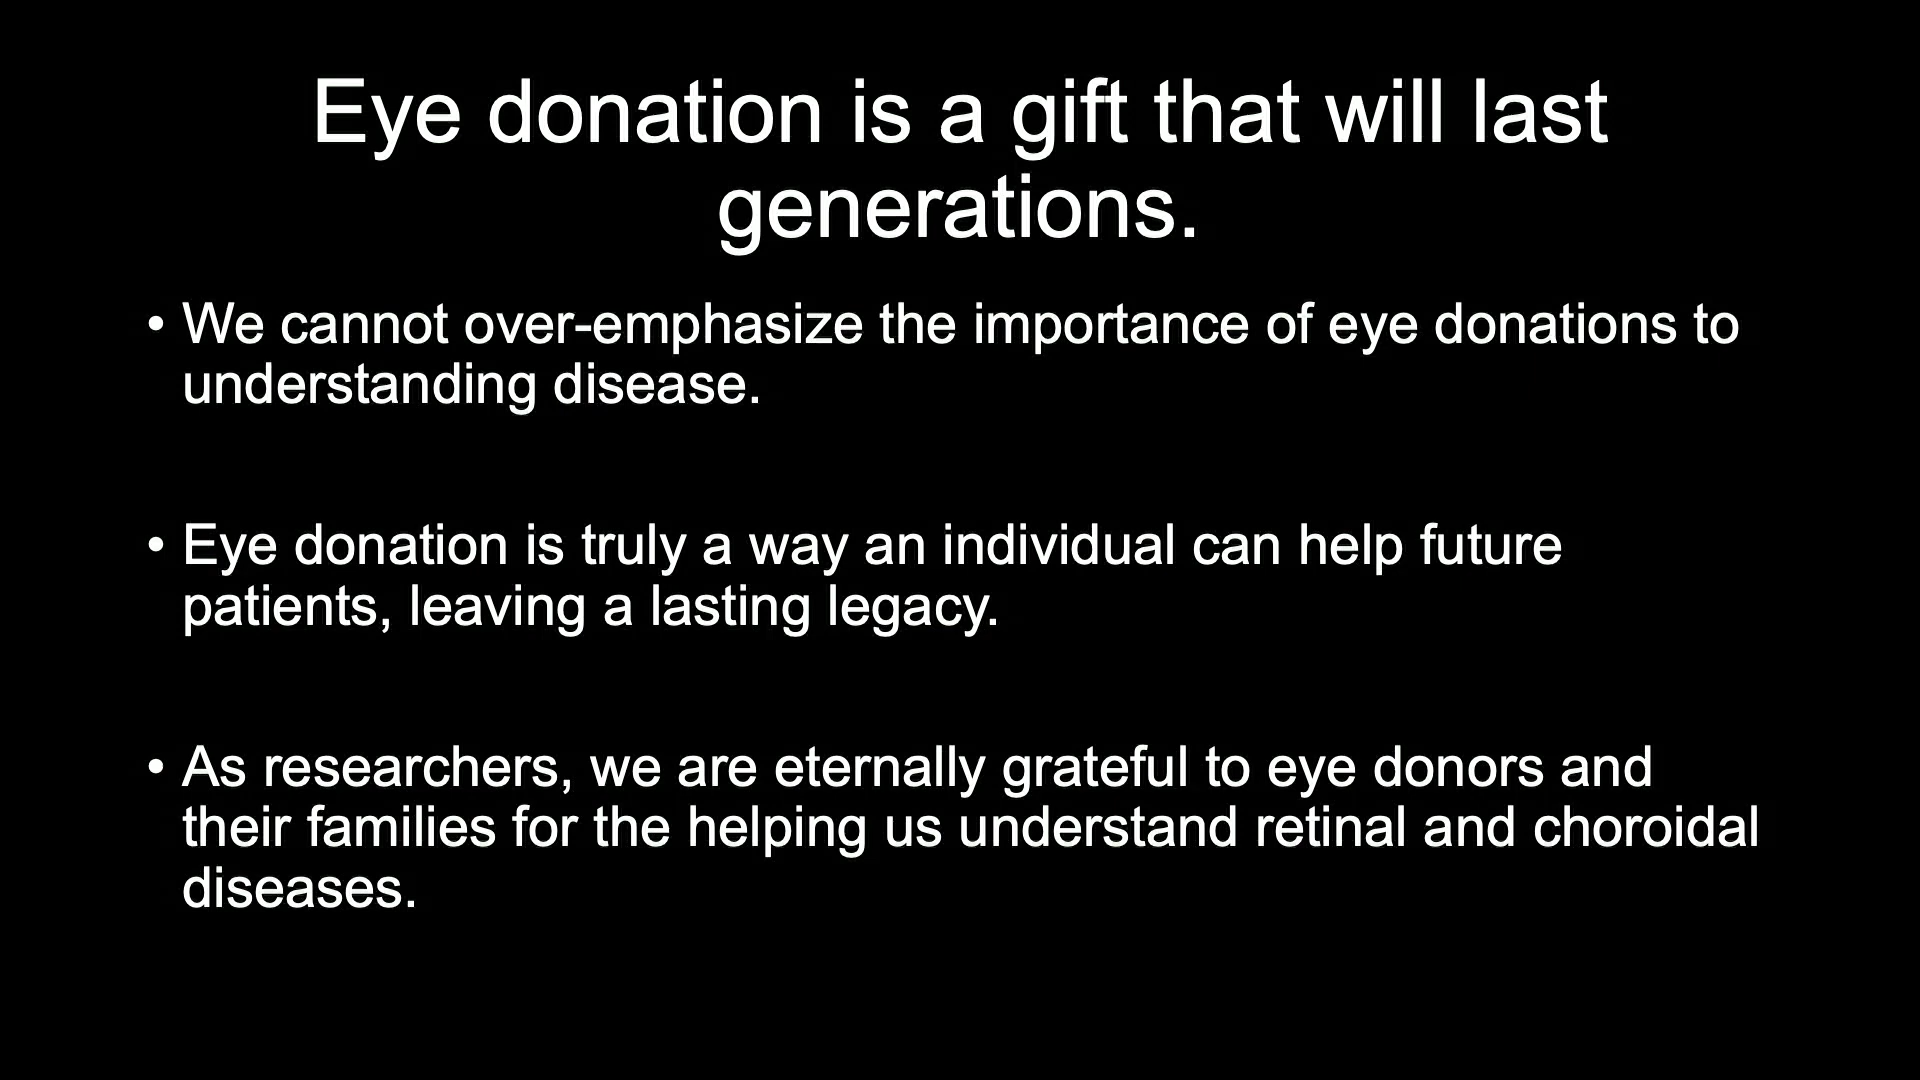 Eye donation is a gift that will last
generations.
• We cannot over-emphasize the importance of eye donations to
understanding disease.
• Eye donation is truly a way an individual can help future
patients, leaving a lasting legacy.
• As researchers, we are eternally grateful to eye donors and
their families for the helping us understand retinal and choroidal
diseases.